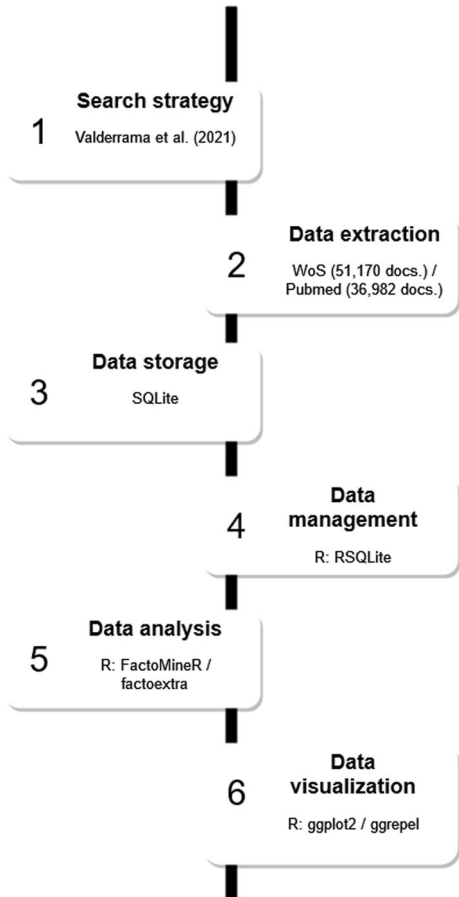 Search strategy
1
Valderrama et al. (2021)
Data extraction
2
WoS (51,170 docs.) /
Pubmed (36,982 docs.)
Data storage
3
SQLite
Data
management
4
R: RSQLite
Data analysis
5
R: FactoMineR /
factoextra
Data
visualization
6
R: ggplot2 / ggrepel